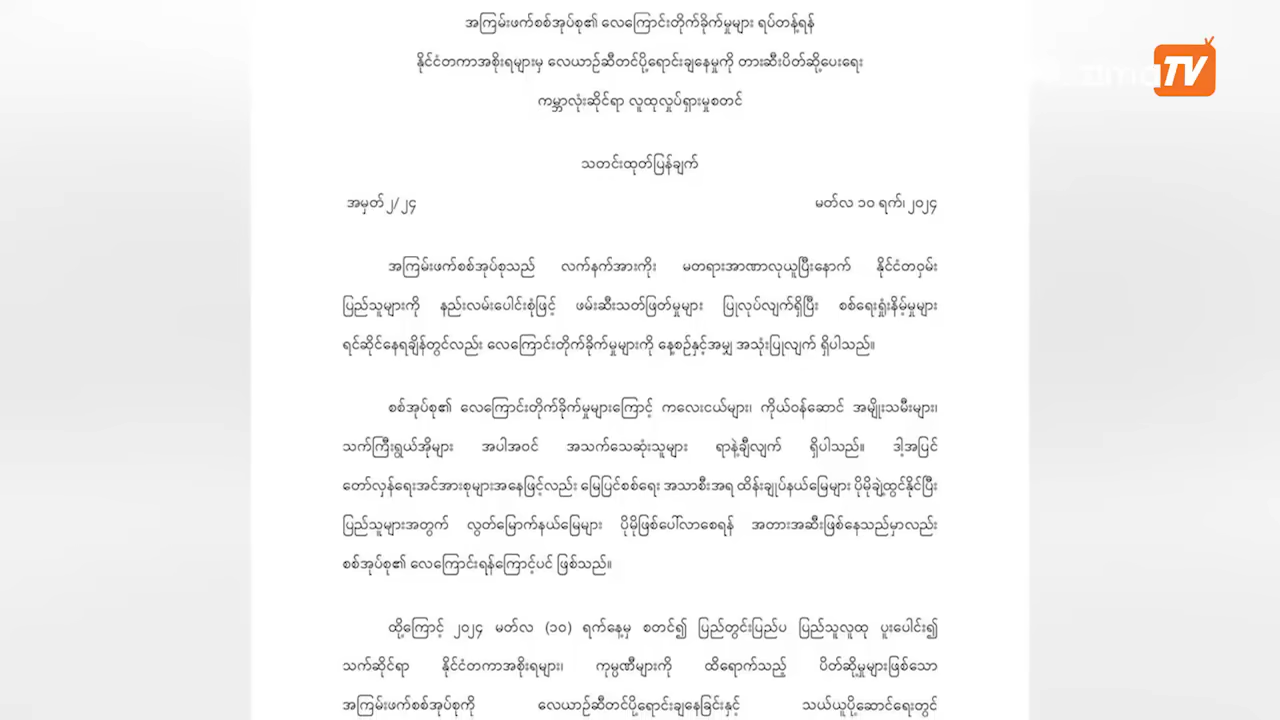 အကြမ်းဖက်စစ်အုပ်စု၏ လေကြောင်းတိုက်ခိုက်မှုများ ရပ်တန့်ရန်
နိုင်ငံတကာအစိုးရများမှ လေယာဉ်ဆီတင်ပို့ရောင်းချနေမှုကို တားဆီးပိတ်ဆို့ပေးရေး
ကမ္ဘာလုံးဆိုင်ရာ လူထုလှုပ်ရှားမှုစတင်
TV
သတင်းထုတ်ပြန်ချက်
အမှတ်၂/၂၄ မတ်လ ၁၀ ရက်၊ ၂၀၂၄
အကြမ်းဖက်စစ်အုပ်စုသည် လက်နက်အားကိုး မတရားအာဏာလုယူပြီးနောက် နိုင်ငံတဝှမ်း
ပြည်သူများကို နည်းလမ်းပေါင်းစုံဖြင့် ဖမ်းဆီးသတ်ဖြတ်မှုများ ပြုလုပ်လျက်ရှိပြီး စစ်ရေးရှုံးနိမ့်မှုများ
ရင်ဆိုင်နေရချိန်တွင်လည်း လေကြောင်းတိုက်ခိုက်မှုများကို နေ့စဉ်နှင့်အမျှ အသုံးပြုလျက် ရှိပါသည်။
စစ်အုပ်စု၏ လေကြောင်းတိုက်ခိုက်မှုများကြောင့် ကလေးငယ်များ၊ ကိုယ်ဝန်ဆောင် အမျိုးသမီးများ၊
သက်ကြီးရွယ်အိုများ အပါအဝင် အသက်သေဆုံးသူများ ရာနဲ့ချီလျက် ရှိပါသည်။ ဒါ့အပြင်
တော်လှန်ရေးအင်အားစုများအနေဖြင့်လည်း မြေပြင်စစ်ရေး အသာစီးအရ ထိန်းချုပ်နယ်မြေများ ပိုမိုချဲ့ထွင်နိုင်ပြီး
ပြည်သူများအတွက် လွတ်မြောက်နယ်မြေများ ပိုမိုဖြစ်ပေါ်လာစေရန် အတားအဆီးဖြစ်နေသည်မှာလည်း
စစ်အုပ်စု၏ လေကြောင်းရန်ကြောင့်ပင် ဖြစ်သည်။
ထို့ကြောင့် ၂၀၂၄ မတ်လ (၁၀) ရက်နေ့မှ စတင်၍ ပြည်တွင်းပြည်ပ ပြည်သူလူထု ပူးပေါင်း၍
သက်ဆိုင်ရာ နိုင်ငံတကာအစိုးရများ၊ ကုမ္ပဏီများကို ထိရောက်သည့် ပိတ်ဆို့မှုများဖြစ်သော
အကြမ်းဖက်စစ်အုပ်စုကို လေယာဉ်ဆီတင်ပို့ရောင်းချနေခြင်းနှင့် သယ်ယူပို့ဆောင်ရေးတွင်